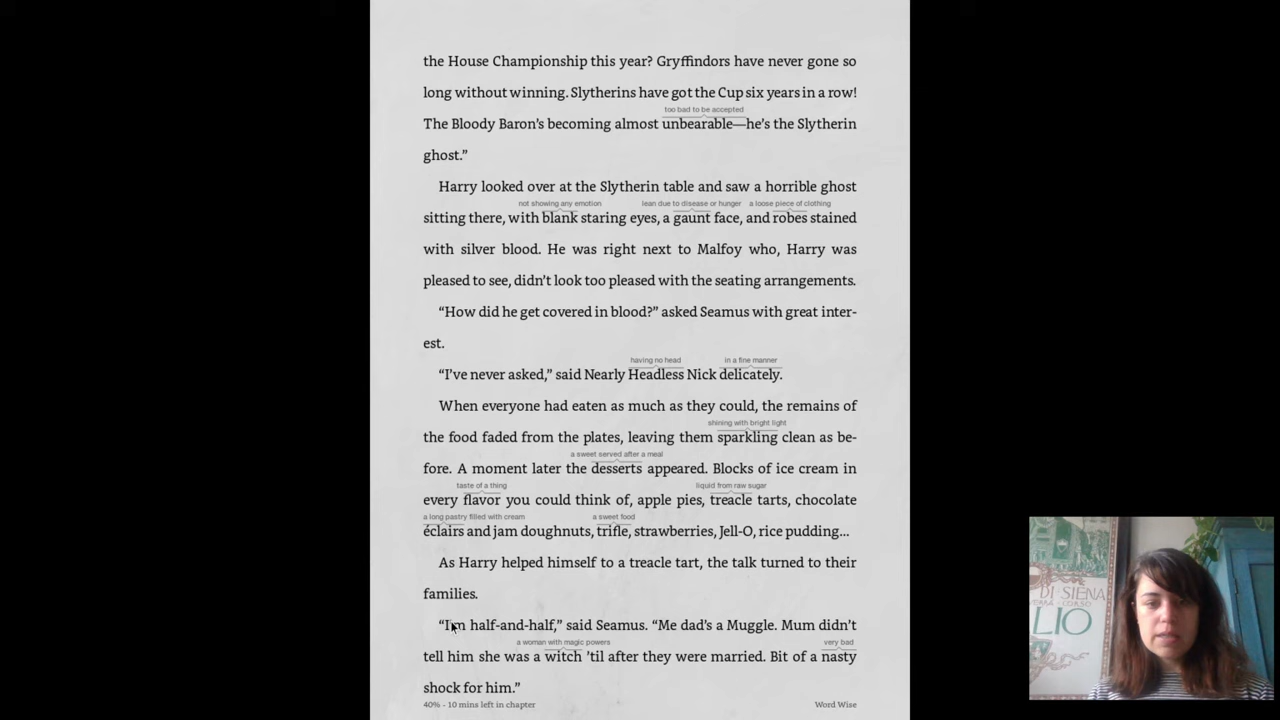 the House Championship this year? Gryffindors have never gone so
long without winning. Slytherins have got the Cup six years in a row!
too bad to be accepted
The Bloody Baron’s becoming almost unbearable—he’s the Slytherin
ghost.”
Harry looked over at the Slytherin table and saw a horrible ghost
not showing any emotion lean due to disease or hunger a loose piece of clothing
sitting there, with blank staring eyes, a gaunt face, and robes stained
with silver blood. He was right next to Malfoy who, Harry was
pleased to see, didn’t look too pleased with the seating arrangements.
“How did he get covered in blood?” asked Seamus with great inter-
est.
having no head in a fine manner
“I’ve never asked,” said Nearly Headless Nick delicately.
When everyone had eaten as much as they could, the remains of
shining with bright light
the food faded from the plates, leaving them sparkling clean as be-
a sweet served after a meal
fore. A moment later the desserts appeared. Blocks of ice cream in
taste of a thing liquid from raw sugar
every flavor you could think of, apple pies, treacle tarts, chocolate
a long pastry filled with cream a sweet food
éclairs and jam doughnuts, trifle, strawberries, Jell-O, rice pudding...
As Harry helped himself to a treacle tart, the talk turned to their
families.
“I’m half-and-half,” said Seamus. “Me dad’s a Muggle. Mum didn’t
a woman with magic powers very bad
tell him she was a witch ’til after they were married. Bit of a nasty
shock for him.”
40% - 10 mins left in chapter Word Wise
DI SIENA
CORSO
LIO